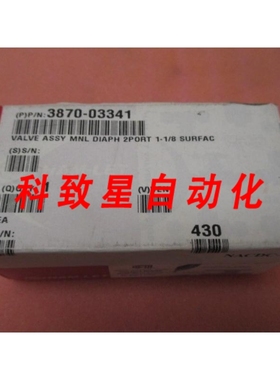 (P)P/N: 3870-03341
VALVE ASSY MNL DIAPH 2PORT 1-1/8 SURFAC
(S)S/N:
科致星自动化
EA
430